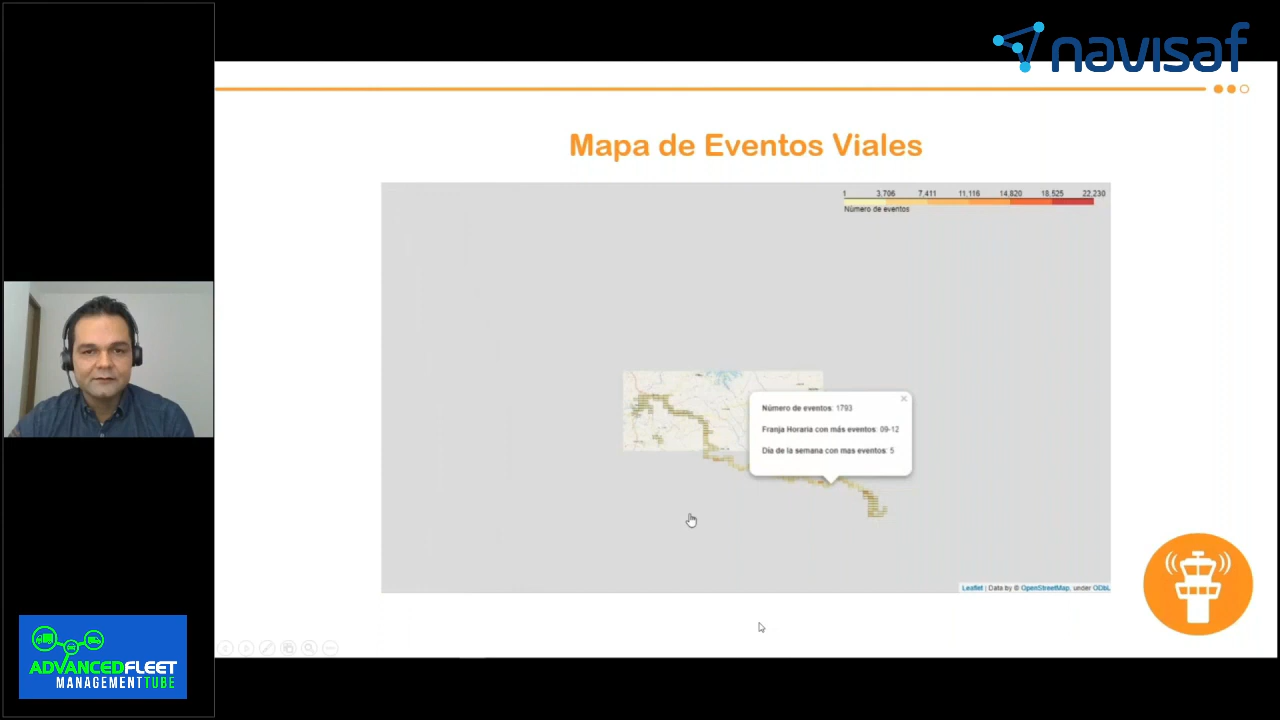 navisaf
Mapa de Eventos Viales
1 3,706 7,411 11,116 14,820 18,525 22,230
Número de eventos
×
Número de eventos: 1793
Franja Horaria con más eventos: 09-12
Día de la semana con mas eventos: 5
Leaflet | Data by © OpenStreetMap, under ODbL
ADVANCEDFLEET
MANAGEMENTTUBE